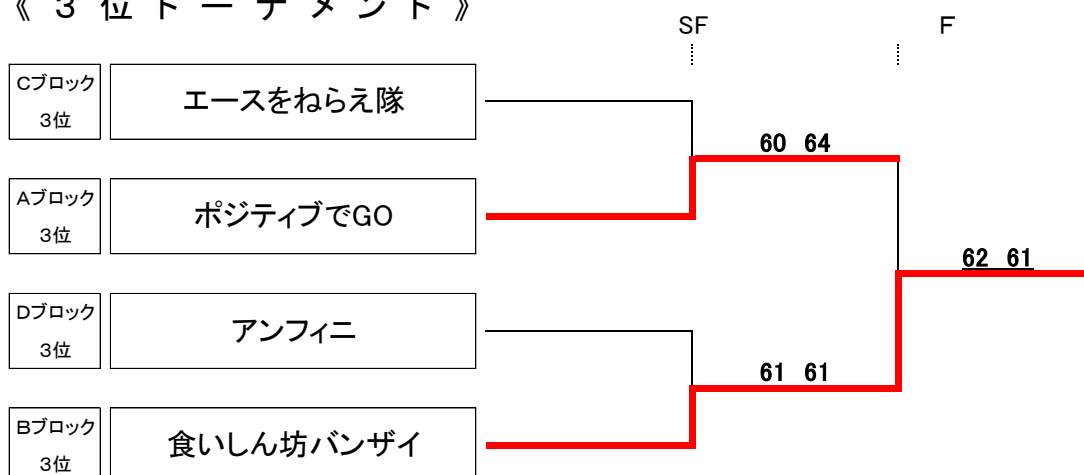 《 3 位 ト ー ナ メ ン ト 》
SF
F
Cブロック
3位
エースをねらえ隊
60 64
Aブロック
3位
ポジティブでGO
62 61
Dブロック
3位
アンフィニ
61 61
Bブロック
3位
食いしん坊バンザイ